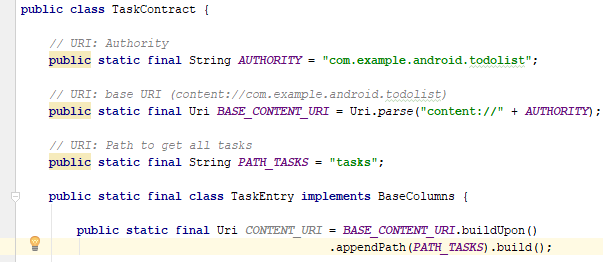 public class TaskContract {
// URI: Authority
public static final String AUTHORITY = "com.example.android.todolist";
// URI: base URI (content://com.example.android.todolist)
public static final Uri BASE_CONTENT_URI = Uri.parse("content://" + AUTHORITY);
// URI: Path to get all tasks
public static final String PATH_TASKS = "tasks";
public static final class TaskEntry implements BaseColumns {
public static final Uri CONTENT_URI = BASE_CONTENT_URI.buildUpon()
.appendPath(PATH_TASKS).build();